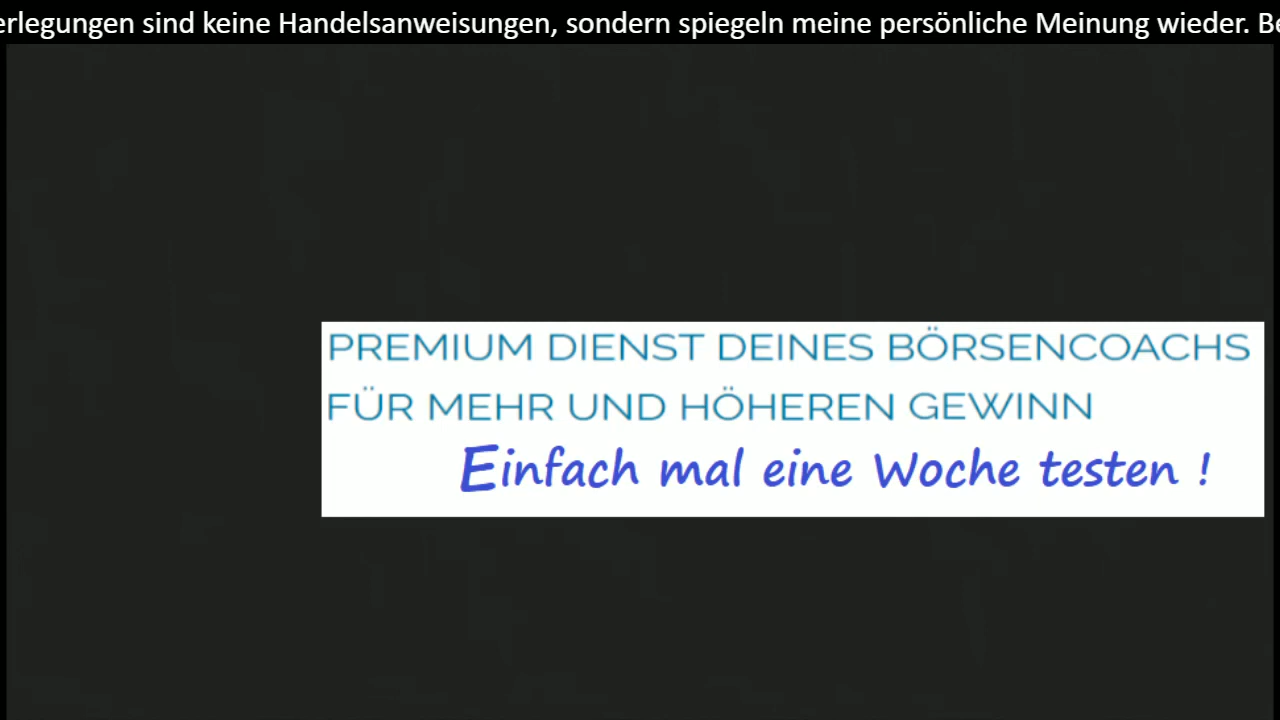 sind keine Handelsanweisungen, sondern spiegeln meine persönliche Meinung wieder.
PREMIUM DIENST DEINES BÖRSENCOACHS
FÜR MEHR UND HÖHEREN GEWINN
Einfach mal eine Woche testen !